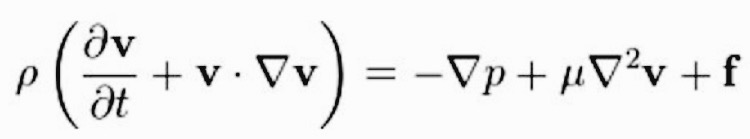 ρ (∂𝐯/∂t + 𝐯 · ∇𝐯) = −∇p + μ∇²𝐯 + 𝐟